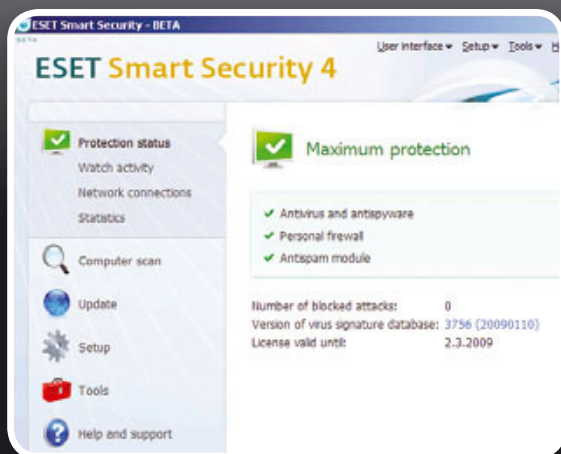 ESET Smart Security - BETA
BETA
User interface Setup Tools
ESET Smart Security 4
Protection status
Watch activity
Network connections
Statistics
Computer scan
Update
Setup
Tools
Help and support
Maximum protection
Antivirus and antispyware
Personal firewall
Antispam module
Number of blocked attacks: 0
Version of virus signature database: 3756 (20090110)
License valid until: 2.3.2009